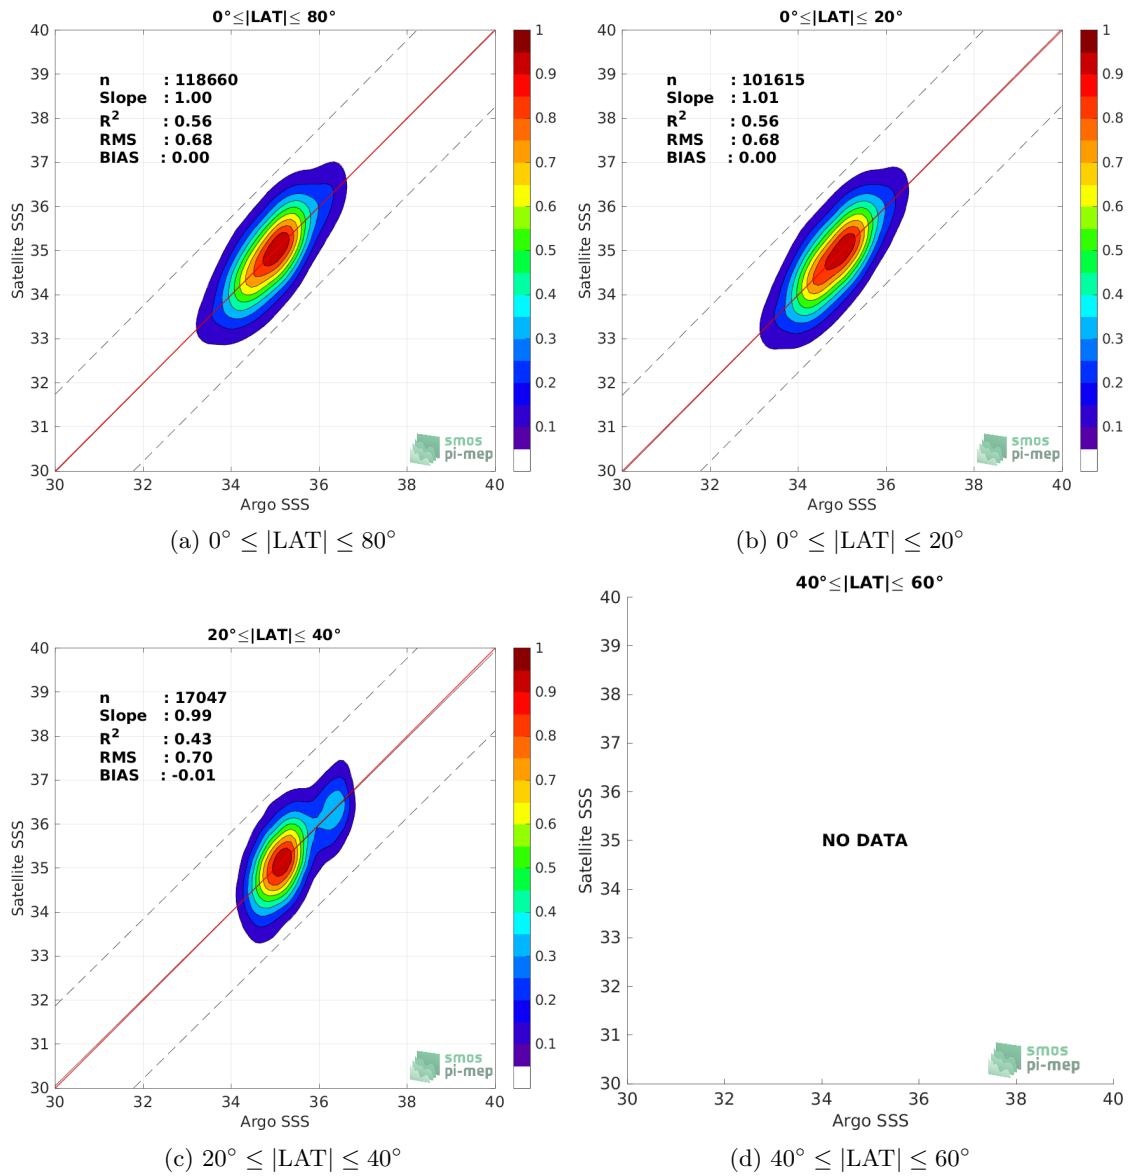 0°≤|LAT|≤ 80°
40
39
38
37
36
35
34
33
32
31
30
Satellite SSS
n : 118660
Slope : 1.00
R² : 0.56
RMS : 0.68
BIAS : 0.00
smos
pi-mep
30 32 34 36 38 40
Argo SSS
1
0.9
0.8
0.7
0.6
0.5
0.4
0.3
0.2
0.1
(a) 0° ≤ |LAT| ≤ 80°
0°≤|LAT|≤ 20°
40
39
38
37
36
35
34
33
32
31
30
Satellite SSS
n : 101615
Slope : 1.01
R² : 0.56
RMS : 0.68
BIAS : 0.00
smos
pi-mep
30 32 34 36 38 40
Argo SSS
1
0.9
0.8
0.7
0.6
0.5
0.4
0.3
0.2
0.1
(b) 0° ≤ |LAT| ≤ 20°
20°≤|LAT|≤ 40°
40
39
38
37
36
35
34
33
32
31
30
Satellite SSS
n : 17047
Slope : 0.99
R² : 0.43
RMS : 0.70
BIAS : -0.01
smos
pi-mep
30 32 34 36 38 40
Argo SSS
1
0.9
0.8
0.7
0.6
0.5
0.4
0.3
0.2
0.1
(c) 20° ≤ |LAT| ≤ 40°
40°≤|LAT|≤ 60°
40
39
38
37
36
35
34
33
32
31
30
Satellite SSS
NO DATA
smos
pi-mep
30 32 34 36 38 40
Argo SSS
(d) 40° ≤ |LAT| ≤ 60°